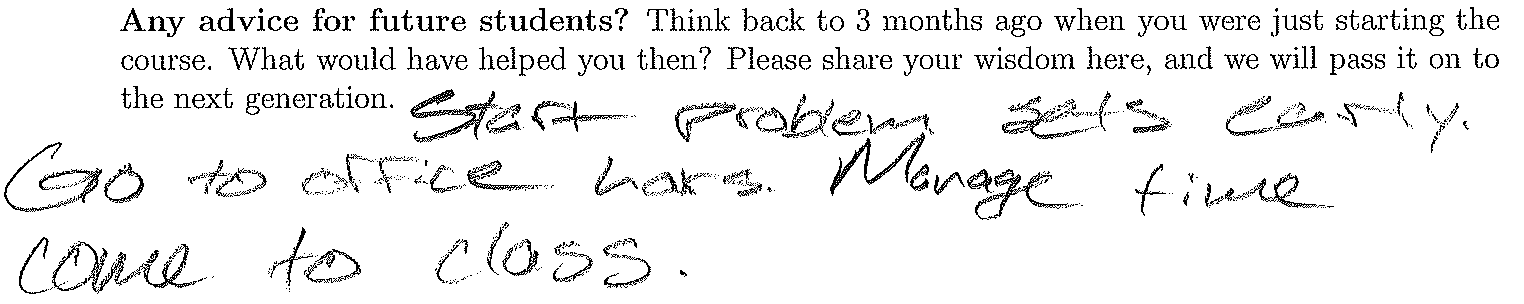 Any advice for future students? Think back to 3 months ago when you were just starting the
course. What would have helped you then? Please share your wisdom here, and we will pass it on to
the next generation. Start problem sets early.
Go to office hors. Manage time
come to class.